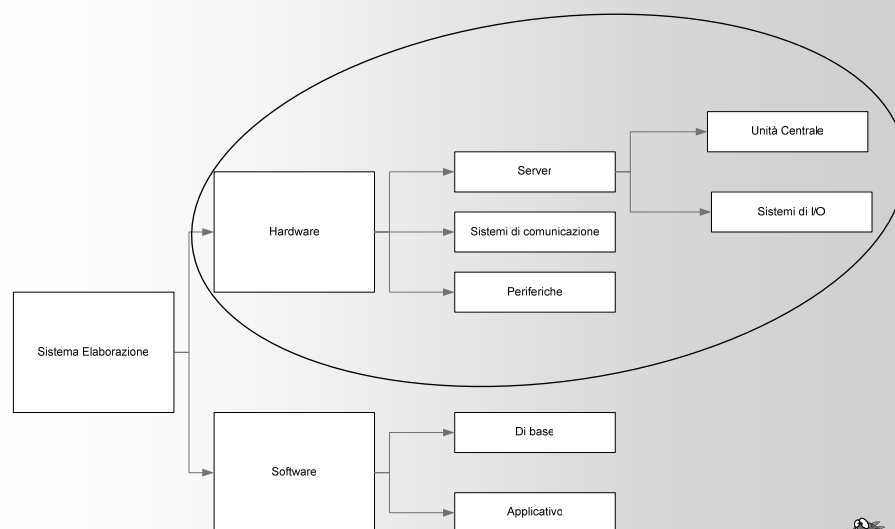 Unità Centrale
Server
Sistemi di I/O
Hardware
Sistemi di comunicazione
Periferiche
Sistema Elaborazione
Di base
Software
Applicativo